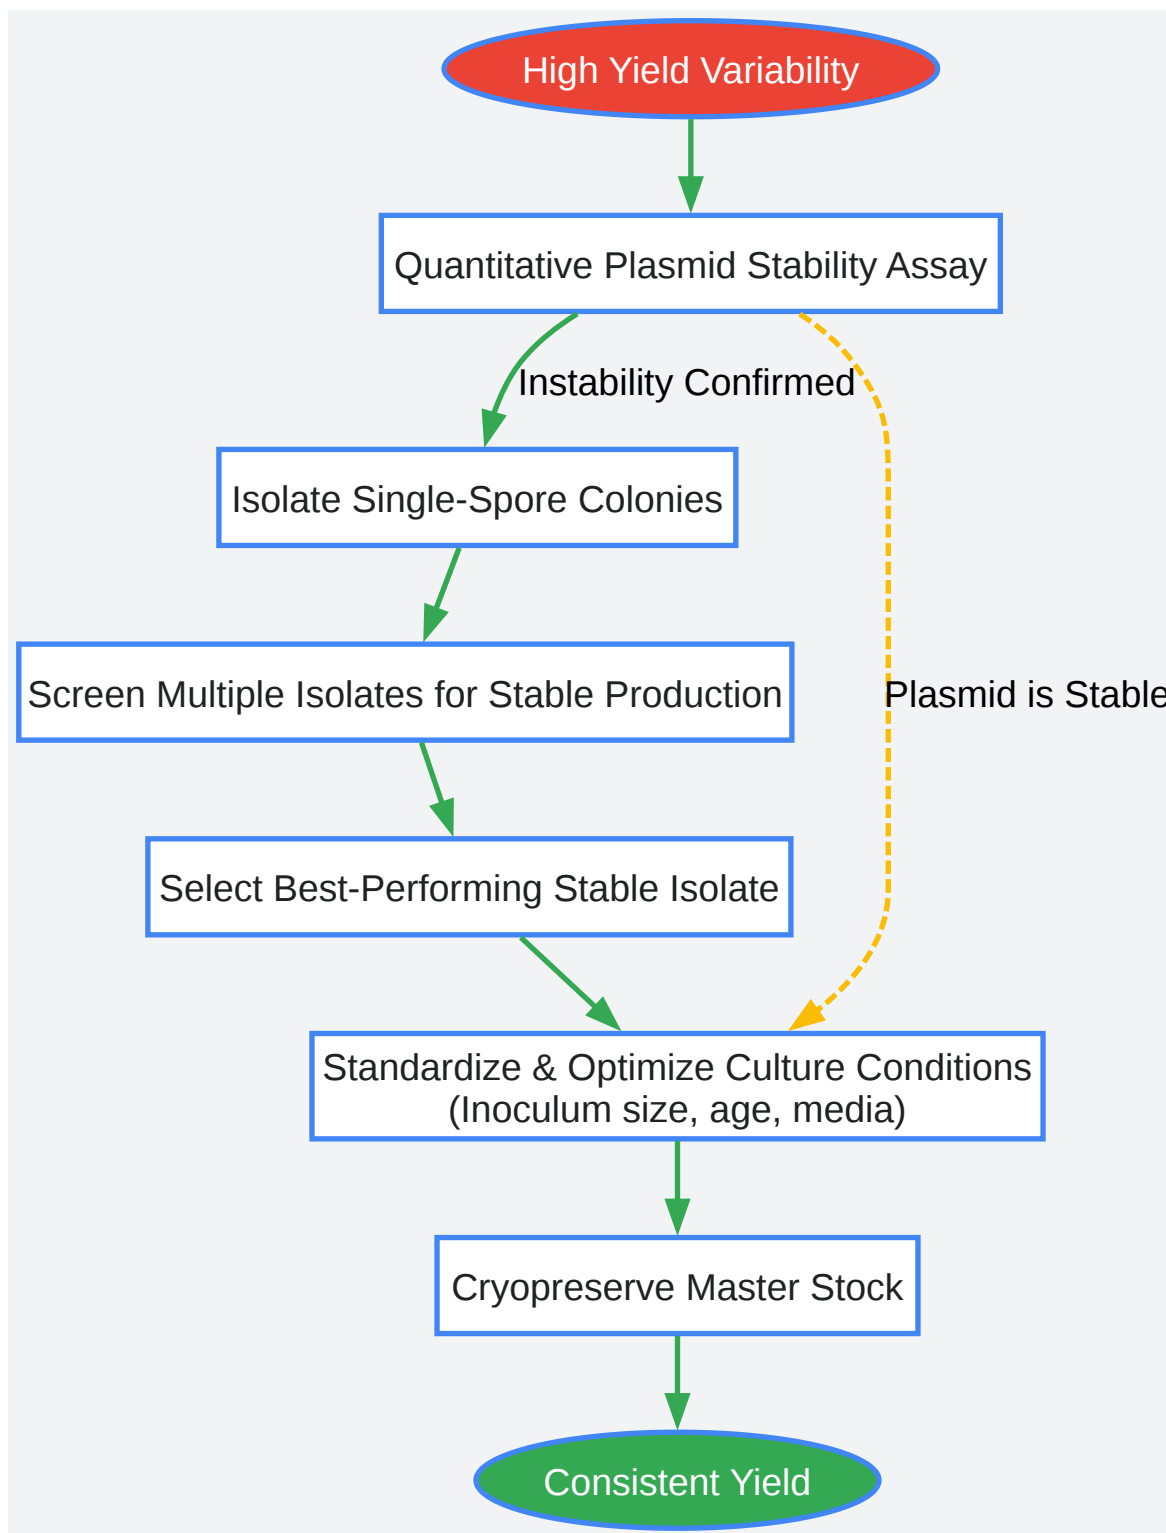 High Yield Variability
Quantitative Plasmid Stability Assay
Instability Confirmed
Isolate Single-Spore Colonies
Screen Multiple Isolates for Stable Production
Plasmid is Stable
Select Best-Performing Stable Isolate
Standardize & Optimize Culture Conditions
(Inoculum size, age, media)
Cryopreserve Master Stock
Consistent Yield